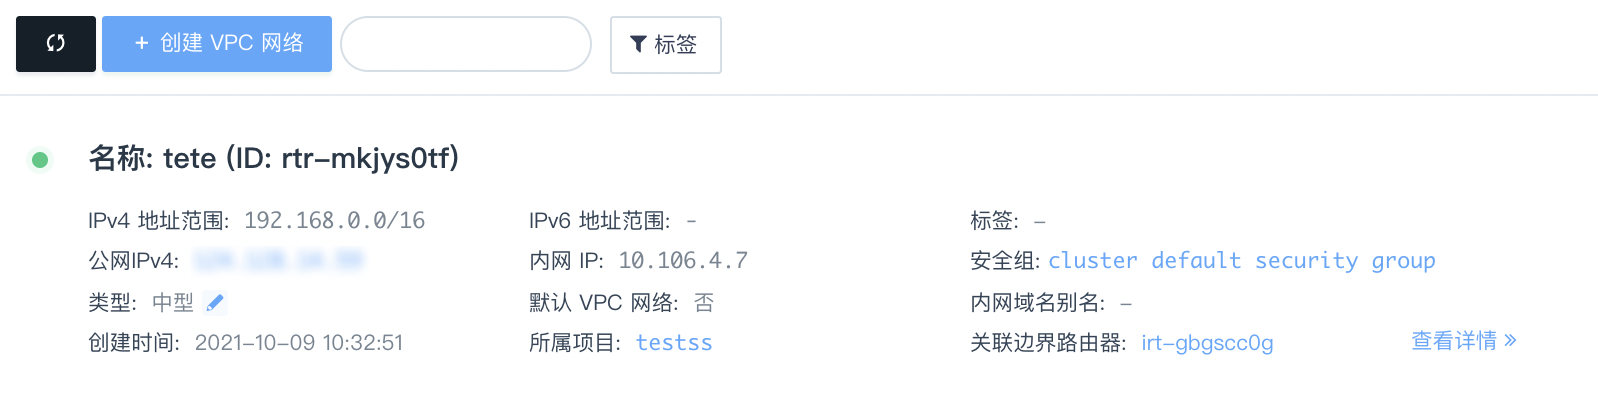 + 创建 VPC 网络
标签
名称: tete (ID: rtr-mkjys0tf)
IPv4 地址范围: 192.168.0.0/16 IPv6 地址范围: - 标签: -
公网IPv4: 内网 IP: 10.106.4.7 安全组: cluster default security group
类型: 中型 默认 VPC 网络: 否 内网域名别名: -
创建时间: 2021-10-09 10:32:51 所属项目: testss 关联边界路由器: irt-gbgscc0g 查看详情 »